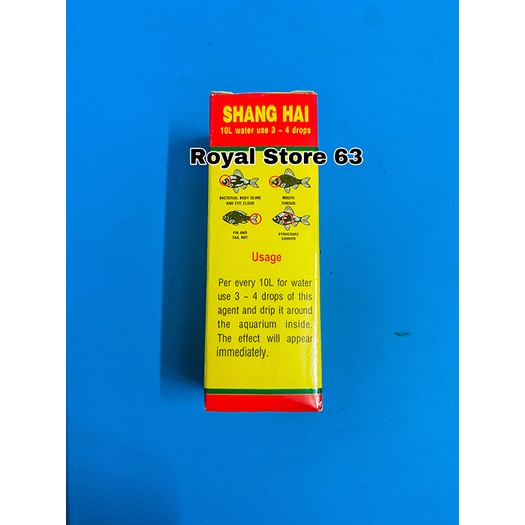 SHANG HAI
10L water use 3 ~ 4 drops
Royal Store 63
BACTERIAL BODY SLIME
AND EYE CLOUD
MOUTH
FUNGUS
FIN AND
TAIL ROT
STRUCTURE
CANKER
Usage
Per every 10L for water
use 3 ~ 4 drops of this
agent and drip it around
the aquarium inside.
The effect will appear
immediately.